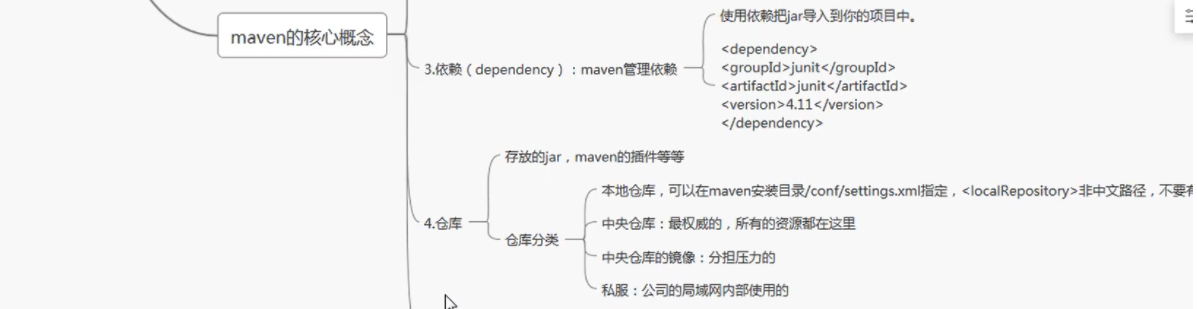 maven的核心概念
3.依赖（dependency）：maven管理依赖
使用依赖把jar导入到你的项目中。
<dependency>
<groupId>junit</groupId>
<artifactId>junit</artifactId>
<version>4.11</version>
</dependency>
4.仓库
存放的jar，maven的插件等等
仓库分类
本地仓库，可以在maven安装目录/conf/settings.xml指定，<localRepository>非中文路径，不要有
中央仓库：最权威的，所有的资源都在这里
中央仓库的镜像：分担压力的
私服：公司的局域网内部使用的